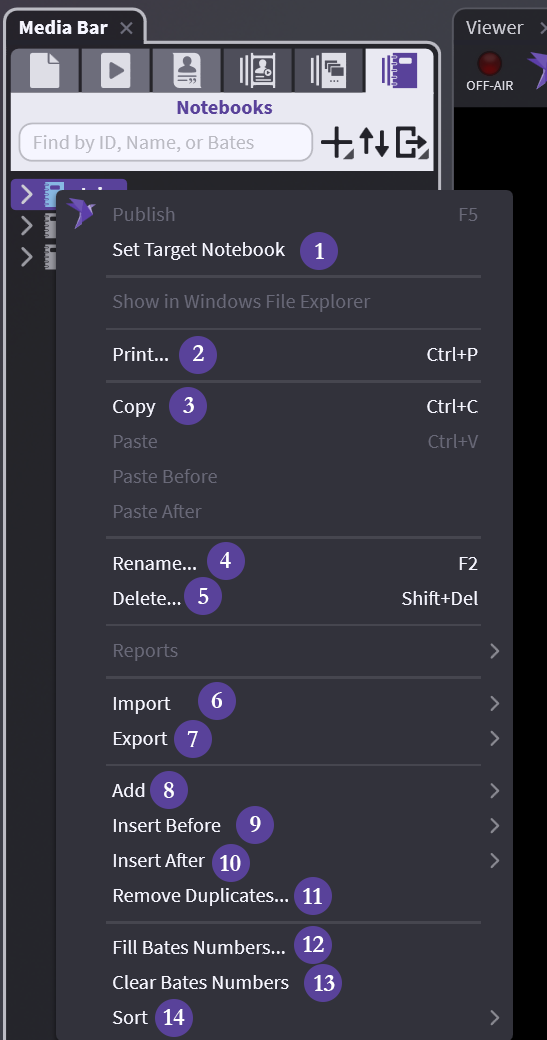 Media Bar
Viewer
OFF-AIR
Notebooks
Find by ID, Name, or Bates
Publish F5
Set Target Notebook 1
Show in Windows File Explorer
Print... 2 Ctrl+P
Copy 3 Ctrl+C
Paste Ctrl+V
Paste Before
Paste After
Rename... 4 F2
Delete... 5 Shift+Del
Reports
Import 6
Export 7
Add 8
Insert Before 9
Insert After 10
Remove Duplicates... 11
Fill Bates Numbers... 12
Clear Bates Numbers 13
Sort 14